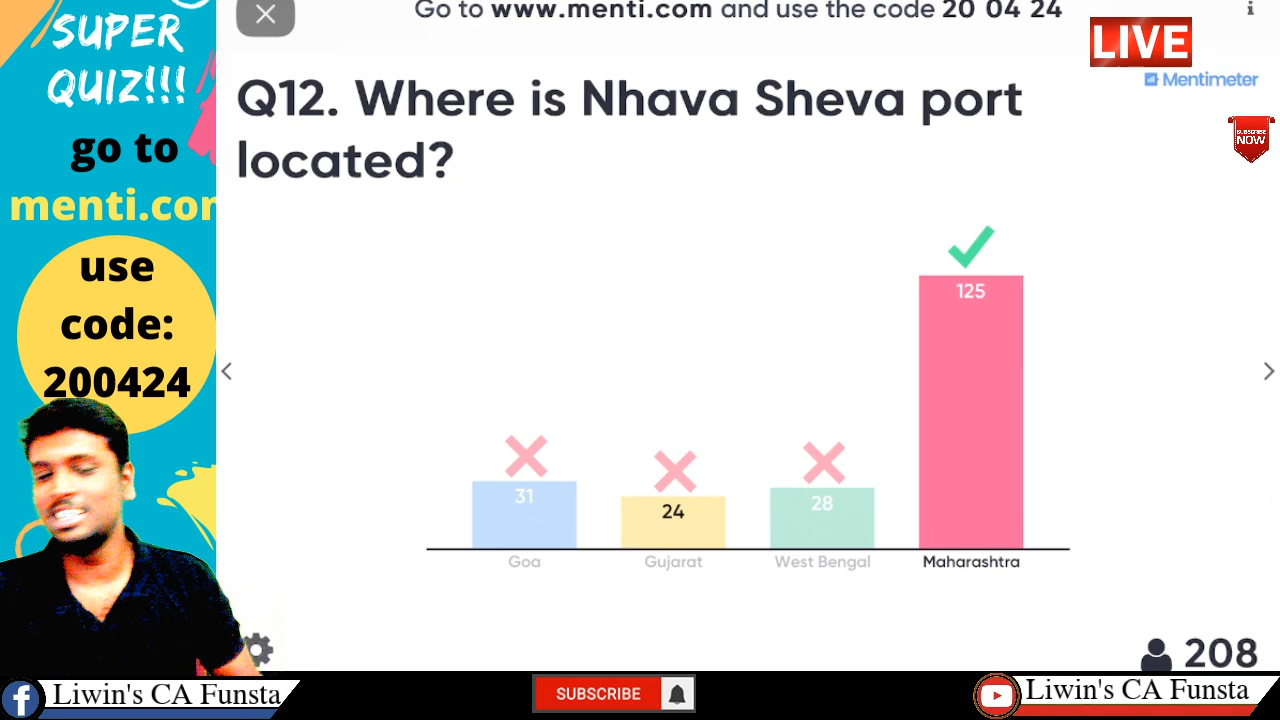 SUPER
QUIZ!!!
go to
menti.com
use
code:
200424
Go to www.menti.com and use the code 20 04 24
i
LIVE
Mentimeter
SUBSCRIBE
NOW
Q12. Where is Nhava Sheva port
located?
125
31
24
28
Goa
Gujarat
West Bengal
Maharashtra
208
Liwin's CA Funsta
SUBSCRIBE
Liwin's CA Funsta